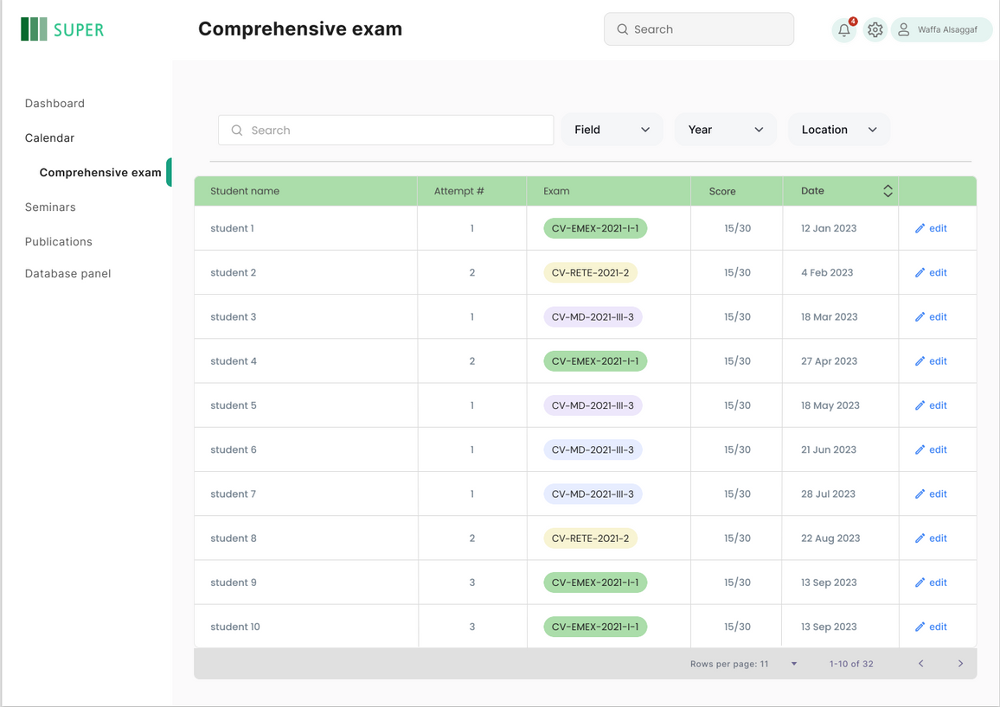 SUPER
Comprehensive exam
Search
4
Waffa Alsaggaf
Dashboard
Calendar
Comprehensive exam
Seminars
Publications
Database panel
Search
Field
Year
Location
Student name Attempt # Exam Score Date
student 1 1 CV-EMEX-2021-I-1 15/30 12 Jan 2023 edit
student 2 2 CV-RETE-2021-2 15/30 4 Feb 2023 edit
student 3 1 CV-MD-2021-III-3 15/30 18 Mar 2023 edit
student 4 2 CV-EMEX-2021-I-1 15/30 27 Apr 2023 edit
student 5 1 CV-MD-2021-III-3 15/30 18 May 2023 edit
student 6 1 CV-MD-2021-III-3 15/30 21 Jun 2023 edit
student 7 1 CV-MD-2021-III-3 15/30 28 Jul 2023 edit
student 8 2 CV-RETE-2021-2 15/30 22 Aug 2023 edit
student 9 3 CV-EMEX-2021-I-1 15/30 13 Sep 2023 edit
student 10 3 CV-EMEX-2021-I-1 15/30 13 Sep 2023 edit
Rows per page: 11 1-10 of 32